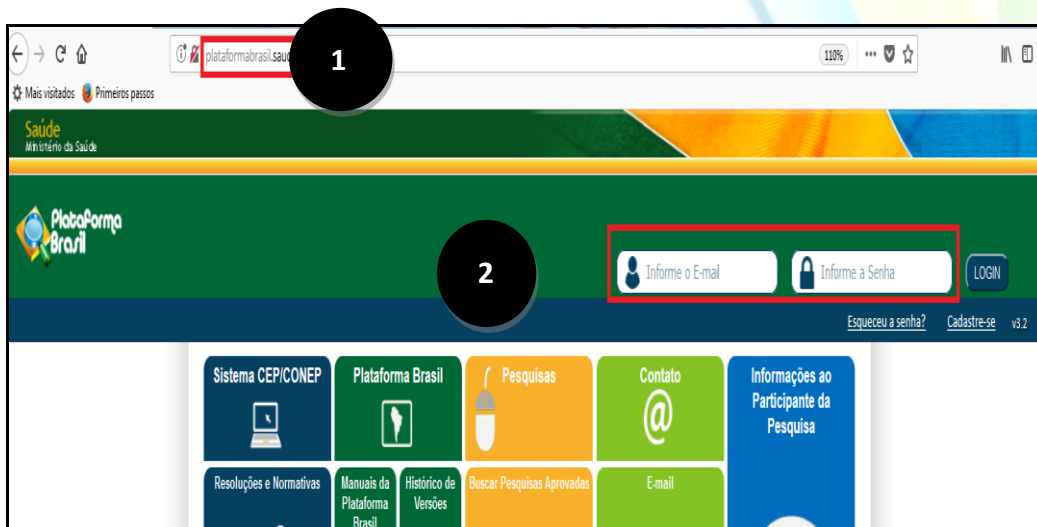 plataformabrasil.saud
1
110%
Mais visitados Primeiros passos
Saúde
Ministério da Saúde
Plataforma
Brasil
2
Informe o E-mail Informe a Senha LOGIN
Esqueceu a senha? Cadastre-se v3.2
Sistema CEP/CONEP Plataforma Brasil Pesquisas Contato Informações ao
Participante da
Pesquisa
@
Resoluções e Normativas Manuais da
Plataforma
Brasil
Histórico de
Versões
Buscar Pesquisas Aprovadas E-mail